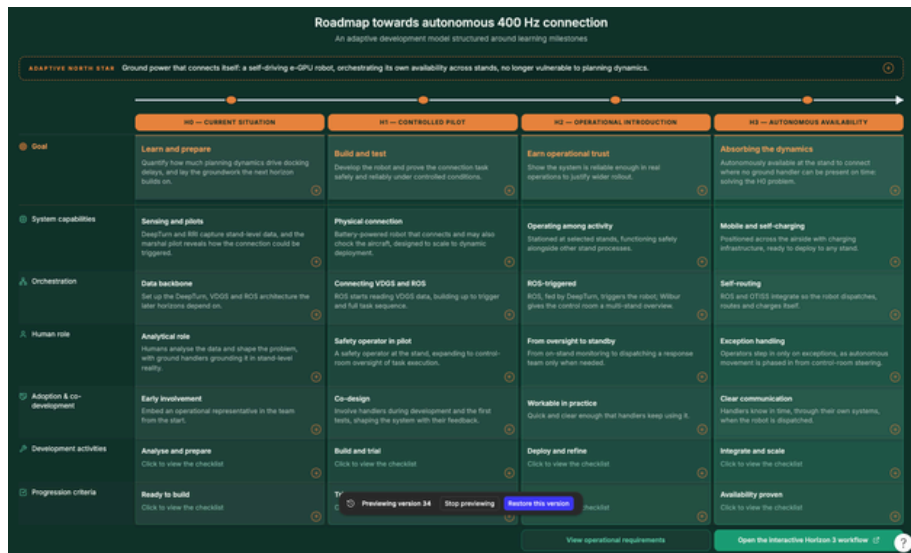 Roadmap towards autonomous 400 Hz connection
An adaptive development model structured around learning milestones
ADAPTIVE NORTH STAR Ground power that connects itself: a self-driving e-GPU robot, orchestrating its own availability across stands, no longer vulnerable to planning dynamics.
H0 — CURRENT SITUATION
H1 — CONTROLLED PILOT
H2 — OPERATIONAL INTRODUCTION
H3 — AUTONOMOUS AVAILABILITY
Goal
Learn and prepare
Quantify how much planning dynamics drive docking
delays, and lay the groundwork the next horizon
builds on.
Build and test
Develop the robot and prove the connection task
safely and reliably under controlled conditions.
Earn operational trust
Show the system is reliable enough in real
operations to justify wider rollout.
Absorbing the dynamics
Autonomously available at the stand to connect
where no ground handler can be present on time:
solving the H0 problem.
System capabilities
Sensing and pilots
DeepTurn and RRI capture stand-level data, and the
marshal pilot reveals how the connection could be
triggered.
Physical connection
Battery-powered robot that connects and may also
check the aircraft, designed to scale to dynamic
deployment.
Operating among activity
Stationed at selected stands, functioning safely
alongside other stand processes.
Mobile and self-charging
Positioned across the airside with charging
infrastructure, ready to deploy to any stand.
Orchestration
Data backbone
Set up the DeepTurn, VDGS and ROS architecture the
later horizons depend on.
Connecting VDGS and ROS
ROS starts reading VDGS data, building up to trigger
and full task sequence.
ROS-triggered
ROS, fed by DeepTurn, triggers the robot; Wilbur
gives the control room a multi-stand overview.
Self-routing
ROS and OTISS integrate so the robot dispatches,
routes and charges itself.
Human role
Analytical role
Humans analyse the data and shape the problem,
with ground handlers grounding it in stand-level
reality.
Safety operator in pilot
A safety operator at the stand, expanding to control-
room oversight of task execution.
From oversight to standby
From on-stand monitoring to dispatching a response
team only when needed.
Exception handling
Operators step in only on exceptions, as autonomous
movement is phased in from control-room steering.
Adoption & co-
development
Early involvement
Embed an operational representative in the team
from the start.
Co-design
Involve handlers during development and the first
tests, shaping the system with their feedback.
Workable in practice
Quick and clear enough that handlers keep using it.
Clear communication
Handlers know in time, through their own systems,
when the robot is dispatched.
Development activities
Analyse and prepare
Click to view the checklist
Build and trial
Click to view the checklist
Deploy and refine
Click to view the checklist
Integrate and scale
Click to view the checklist
Progression criteria
Ready to build
Click to view the checklist
checklist
Availability proven
Click to view the checklist
Previewing version 34
Stop previewing
Restore this version
View operational requirements
Open the interactive Horizon 3 workflow
?